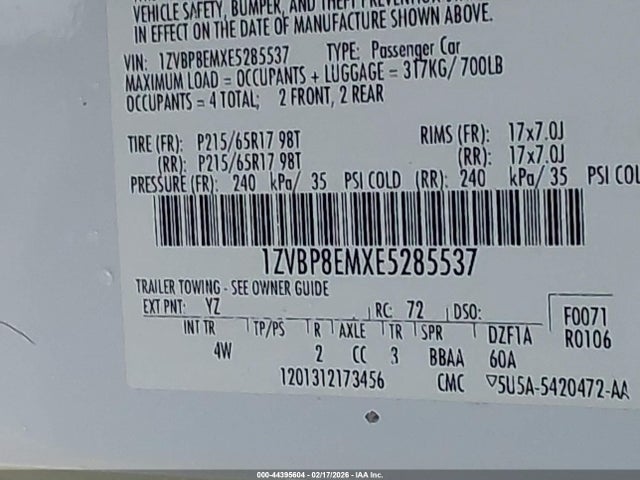 VEHICLE SAFETY, BUMPER, AND THEFT PREVENTION
IN EFFECT ON THE DATE OF MANUFACTURE SHOWN ABOVE.
VIN: 1ZVBP8EMXE5285537 TYPE: Passenger Car
MAXIMUM LOAD = OCCUPANTS + LUGGAGE = 317KG/ 700LB
OCCUPANTS = 4 TOTAL; 2 FRONT, 2 REAR
TIRE (FR): P215/65R17 98T RIMS (FR): 17x7.0J
(RR): P215/65R17 98T (RR): 17x7.0J
PRESSURE (FR): 240 kPa/ 35 PSI COLD (RR): 240 kPa/ 35 PSI COL
1ZVBP8EMXE5285537
TRAILER TOWING - SEE OWNER GUIDE
EXT PNT: YZ RC: 72 DSO: F0071
INT TR TP/PS R AXLE TR SPR DZF1A R0106
4W 2 CC 3 BBAA 60A
1201312173456 CMC 5U5A-5420472-AA
000-44395604 - 02/17/2026 - IAA Inc.